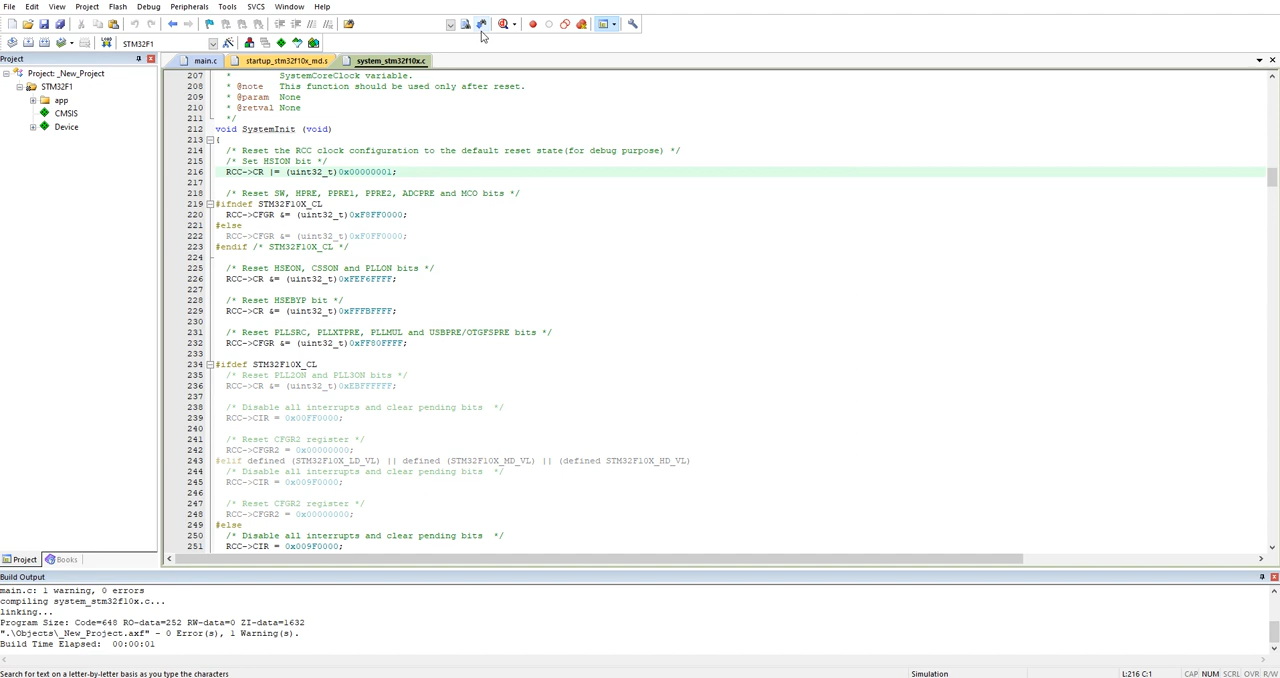 File Edit View Project Flash Debug Peripherals Tools SVCS Window Help
STM32F1
Project
Project: _New_Project
STM32F1
app
CMSIS
Device
Project Books
main.c startup_stm32f10x_md.s system_stm32f10x.c
207 * SystemCoreClock variable.
208 * @note This function should be used only after reset.
209 * @param None
210 * @retval None
211 */
212 void SystemInit (void)
213 {
214 /* Reset the RCC clock configuration to the default reset state(for debug purpose) */
215 /* Set HSION bit */
216 RCC->CR |= (uint32_t)0x00000001;
217
218 /* Reset SW, HPRE, PPRE1, PPRE2, ADCPRE and MCO bits */
219 #ifndef STM32F10X_CL
220 RCC->CFGR &= (uint32_t)0xF8FF0000;
221 #else
222 RCC->CFGR &= (uint32_t)0xF0FF0000;
223 #endif /* STM32F10X_CL */
224
225 /* Reset HSEON, CSSON and PLLON bits */
226 RCC->CR &= (uint32_t)0xFEF6FFFF;
227
228 /* Reset HSEBYP bit */
229 RCC->CR &= (uint32_t)0xFFFBFFFF;
230
231 /* Reset PLLSRC, PLLXTPRE, PLLMUL and USBPRE/OTGFSPRE bits */
232 RCC->CFGR &= (uint32_t)0xFF80FFFF;
233
234 #ifdef STM32F10X_CL
235 /* Reset PLL2ON and PLL3ON bits */
236 RCC->CR &= (uint32_t)0xEBFFFFFF;
237
238 /* Disable all interrupts and clear pending bits */
239 RCC->CIR = 0x00FF0000;
240
241 /* Reset CFGR2 register */
242 RCC->CFGR2 = 0x00000000;
243 #elif defined (STM32F10X_LD_VL) || defined (STM32F10X_MD_VL) || (defined STM32F10X_HD_VL)
244 /* Disable all interrupts and clear pending bits */
245 RCC->CIR = 0x009F0000;
246
247 /* Reset CFGR2 register */
248 RCC->CFGR2 = 0x00000000;
249 #else
250 /* Disable all interrupts and clear pending bits */
251 RCC->CIR = 0x009F0000;
Build Output
main.c: 1 warning, 0 errors
compiling system_stm32f10x.c...
linking...
Program Size: Code=648 RO-data=252 RW-data=0 ZI-data=1632
".\Objects\_New_Project.axf" - 0 Error(s), 1 Warning(s).
Build Time Elapsed: 00:00:01
Search for text on a letter-by-letter basis as you type the characters Simulation L:216 C:1 CAP NUM SCRL OVR R/W